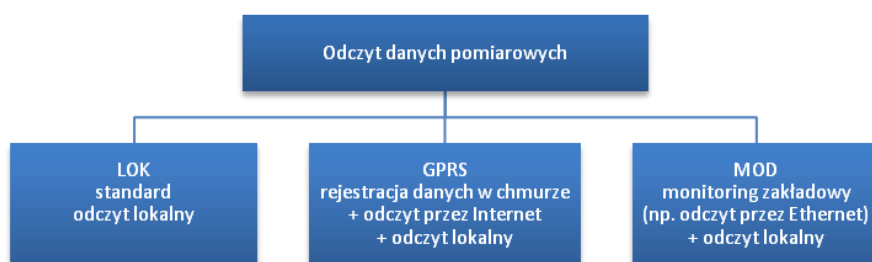 Odczyt danych pomiarowych
LOK
standard
odczyt lokalny
GPRS
rejestracja danych w chmurze
+ odczyt przez Internet
+ odczyt lokalny
MOD
monitoring zakładowy
(np. odczyt przez Ethernet)
+ odczyt lokalny